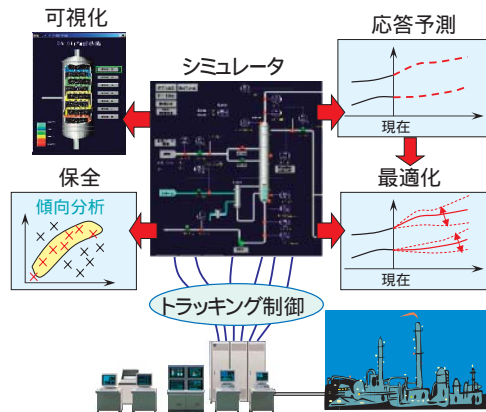 可視化
シミュレータ
応答予測
現在
保全
傾向分析
最適化
現在
トラッキング制御